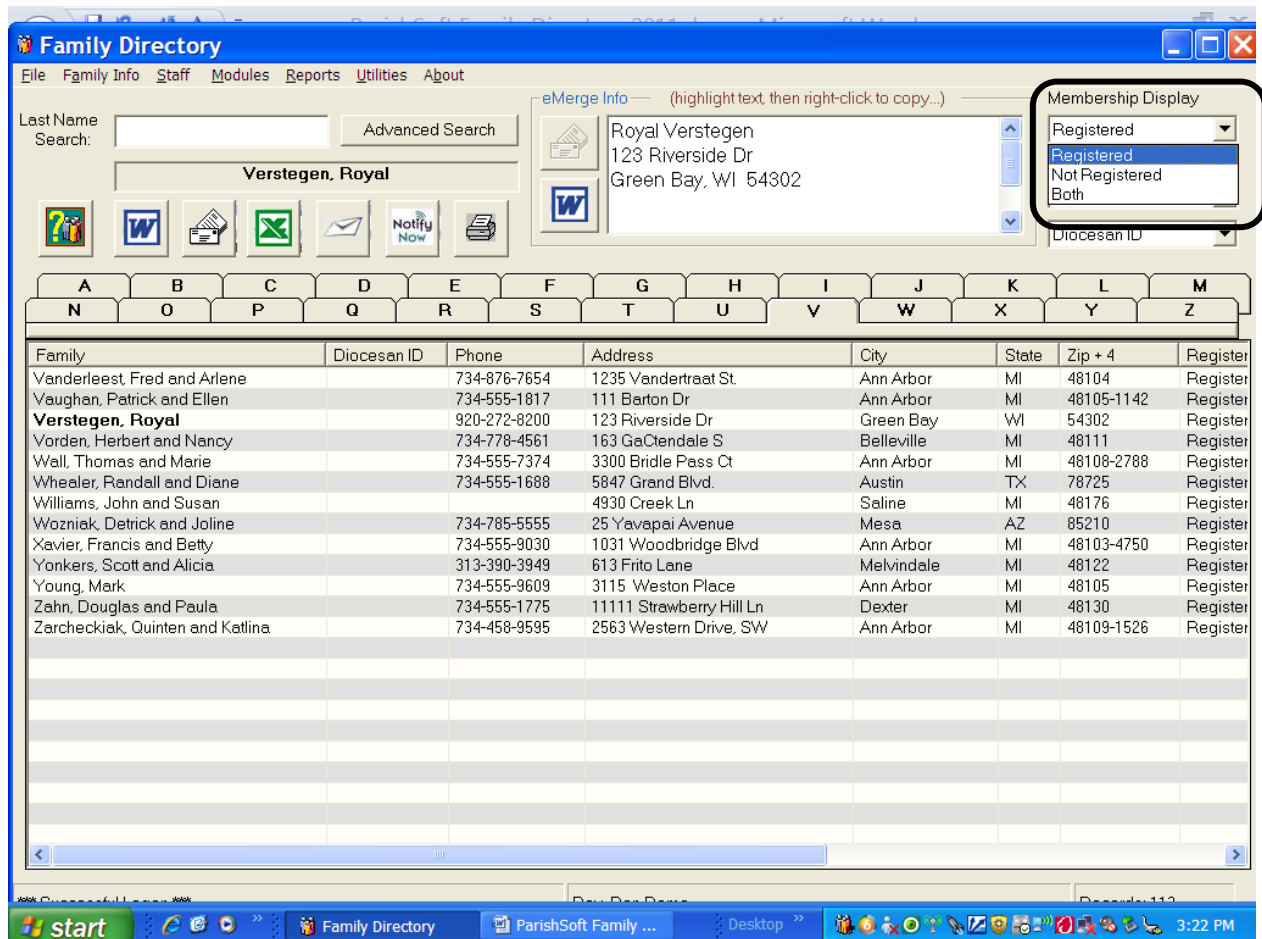 Family Directory
File Family Info Staff Modules Reports Utilities About
eMerge Info (highlight text, then right-click to copy...)
Membership Display
Last Name
Search:
Advanced Search
Royal Verstegen
123 Riverside Dr
Green Bay, WI 54302
Registered
Registered
Not Registered
Both
Verstegen, Royal
W
Notify
Now
W
Diocesan ID
A B C D E F G H I J K L M
N O P Q R S T U V W X Y Z
Family Diocesan ID Phone Address City State Zip + 4 Register
Vanderleest, Fred and Arlene 734-876-7654 1235 Vandertraat St. Ann Arbor MI 48104 Register
Vaughan, Patrick and Ellen 734-555-1817 111 Barton Dr Ann Arbor MI 48105-1142 Register
Verstegen, Royal 920-272-8200 123 Riverside Dr Green Bay WI 54302 Register
Vorden, Herbert and Nancy 734-778-4561 163 GaCtendale S Belleville MI 48111 Register
Wall, Thomas and Marie 734-555-7374 3300 Bridle Pass Ct Ann Arbor MI 48108-2788 Register
Whealer, Randall and Diane 734-555-1688 5847 Grand Blvd. Austin TX 78725 Register
Williams, John and Susan 4930 Creek Ln Saline MI 48176 Register
Wozniak, Detrick and Joline 734-785-5555 25 Yavapai Avenue Mesa AZ 85210 Register
Xavier, Francis and Betty 734-555-9030 1031 Woodbridge Blvd Ann Arbor MI 48103-4750 Register
Yonkers, Scott and Alicia 313-390-3949 613 Frito Lane Melvindale MI 48122 Register
Young, Mark 734-555-9609 3115 Weston Place Ann Arbor MI 48105 Register
Zahn, Douglas and Paula 734-555-1775 11111 Strawberry Hill Ln Dexter MI 48130 Register
Zarcheckiak, Quinten and Katlina 734-458-9595 2563 Western Drive, SW Ann Arbor MI 48109-1526 Register
start Family Directory ParishSoft Family ... Desktop 3:22 PM